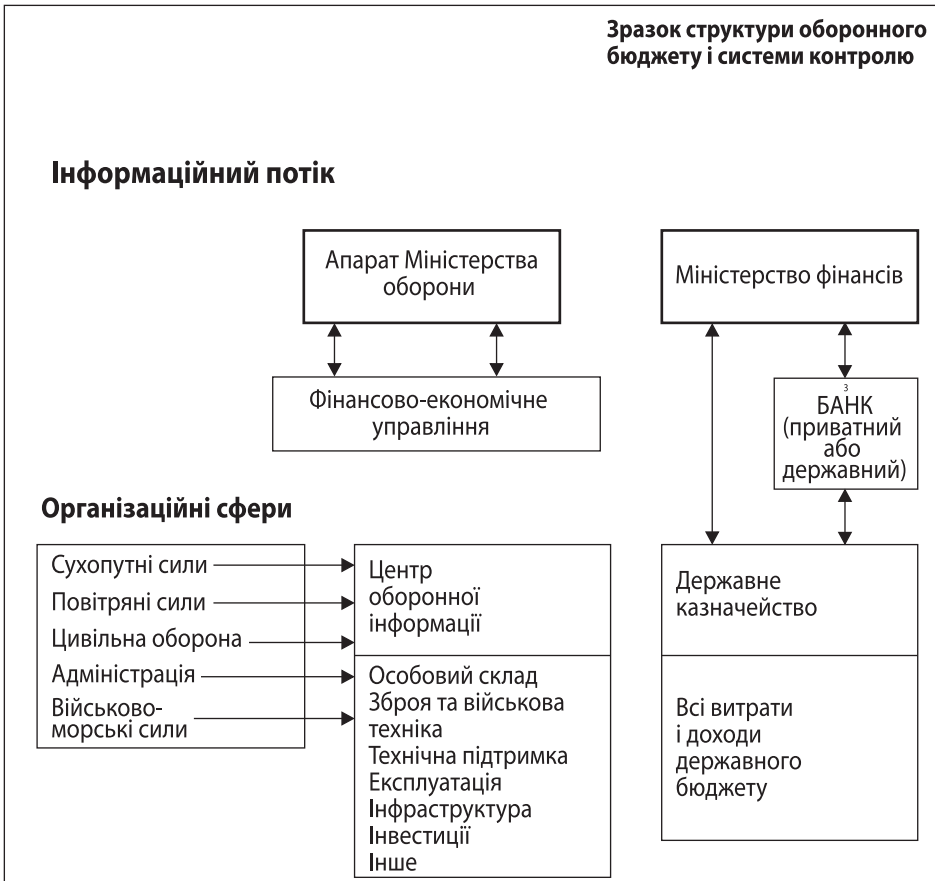 Зразок структури оборонного
бюджету і системи контролю
Інформаційний потік
Апарат Міністерства
оборони
Міністерство фінансів
Фінансово-економічне
управління
3
БАНК
(приватний
або
державний)
Організаційні сфери
Сухопутні сили
Повітряні сили
Цивільна оборона
Адміністрація
Військово-
морські сили
Центр
оборонної
інформації
Особовий склад
Зброя та військова
техніка
Технічна підтримка
Експлуатація
Інфраструктура
Інвестиції
Інше
Державне
казначейство
Всі витрати
і доходи
державного
бюджету